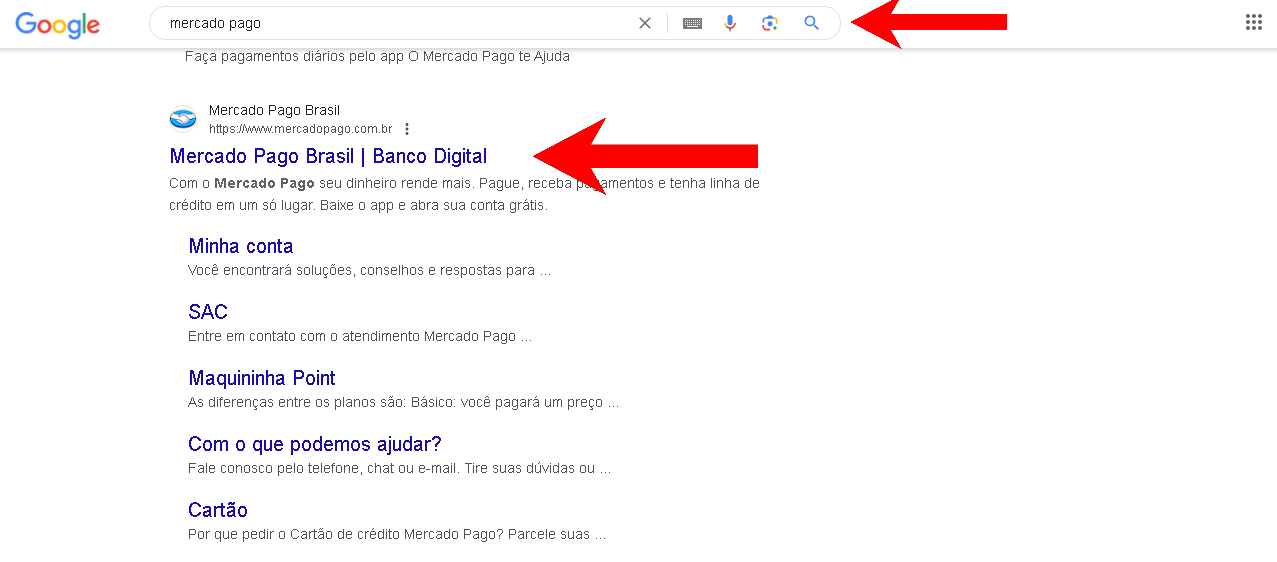 Google
mercado pago
Faça pagamentos diários pelo app O Mercado Pago te Ajuda
Mercado Pago Brasil
https://www.mercadopago.com.br
Mercado Pago Brasil | Banco Digital
Com o Mercado Pago seu dinheiro rende mais. Pague, receba pagamentos e tenha linha de
crédito em um só lugar. Baixe o app e abra sua conta grátis.
Minha conta
Você encontrará soluções, conselhos e respostas para ...
SAC
Entre em contato com o atendimento Mercado Pago ...
Maquininha Point
As diferenças entre os planos são: Básico: você pagará um preço ...
Com o que podemos ajudar?
Fale conosco pelo telefone, chat ou e-mail. Tire suas dúvidas ou ...
Cartão
Por que pedir o Cartão de crédito Mercado Pago? Parcele suas ...